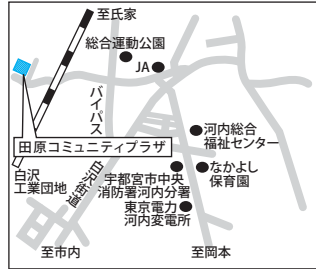 至氏家
総合運動公園
JA
バイパス
田原コミュニティプラザ
河内総合
福祉センター
白沢
工業団地
白沢街道
宇都宮市中央
消防署河内分署
なかよし
保育園
東京電力
河内変電所
至市内
至岡本